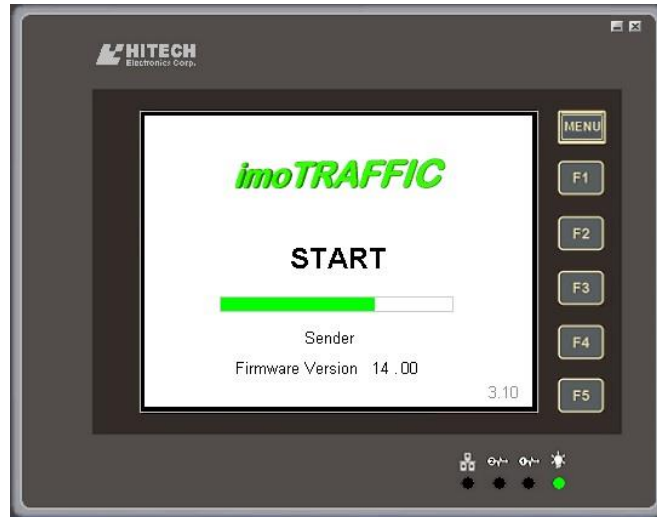 HITECH
Electronics Corp.
MENU
imoTRAFFIC
F1
F2
START
F3
Sender
F4
Firmware Version 14 .00
3.10
F5